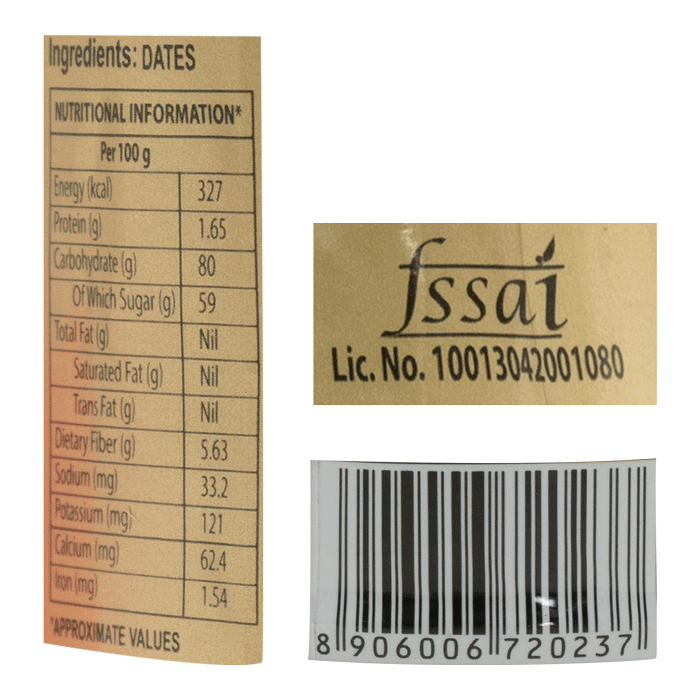 Ingredients: DATES
NUTRITIONAL INFORMATION*
Per 100 g
Energy (kcal) 327
Protein (g) 1.65
Carbohydrate (g) 80
Of Which Sugar (g) 59
Total Fat (g) Nil
Saturated Fat (g) Nil
Trans Fat (g) Nil
Dietary Fiber (g) 5.63
Sodium (mg) 33.2
Potassium (mg) 121
Calcium (mg) 62.4
Iron (mg) 1.54
*APPROXIMATE VALUES
fssai
Lic. No. 10013042001080
8 906006 720237